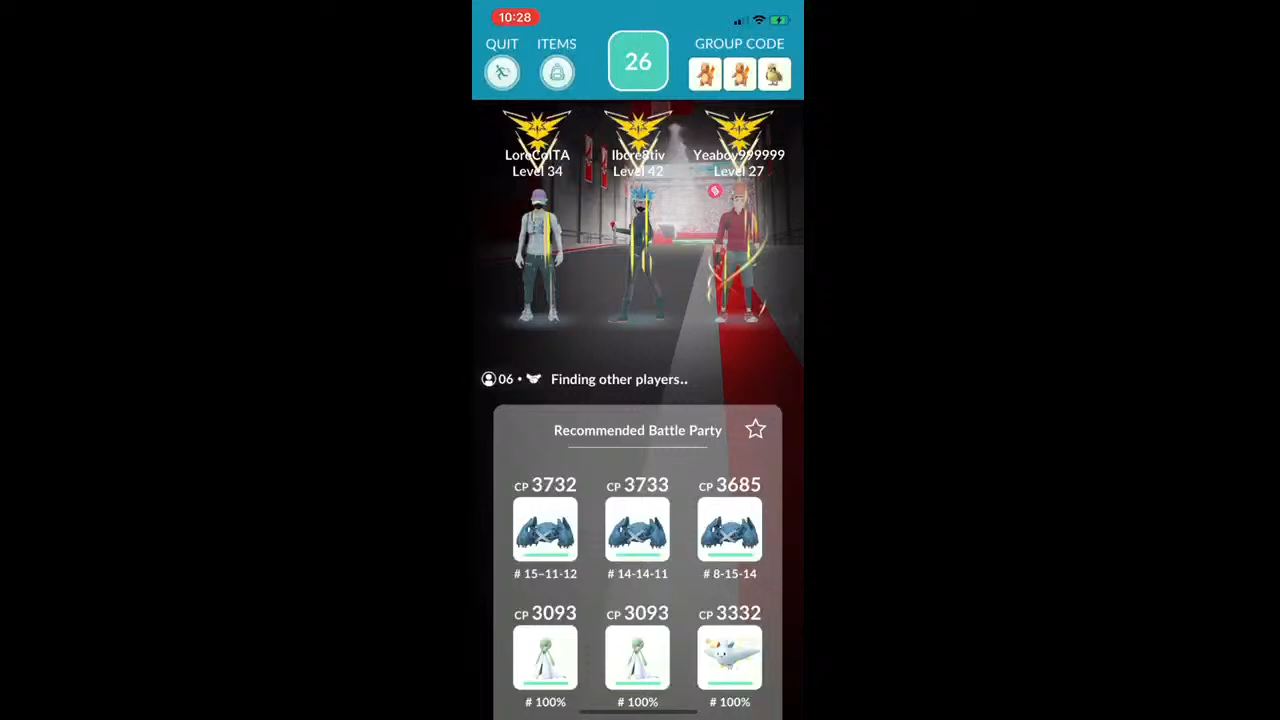 10:28
QUIT
ITEMS
26
GROUP CODE
LoreColTA
Level 34
Ibcre8tiv
Level 42
Yeaboy999999
Level 27
06 • Finding other players..
Recommended Battle Party
CP 3732
CP 3733
CP 3685
# 15–11-12
# 14-14-11
# 8-15-14
CP 3093
CP 3093
CP 3332
# 100%
# 100%
# 100%